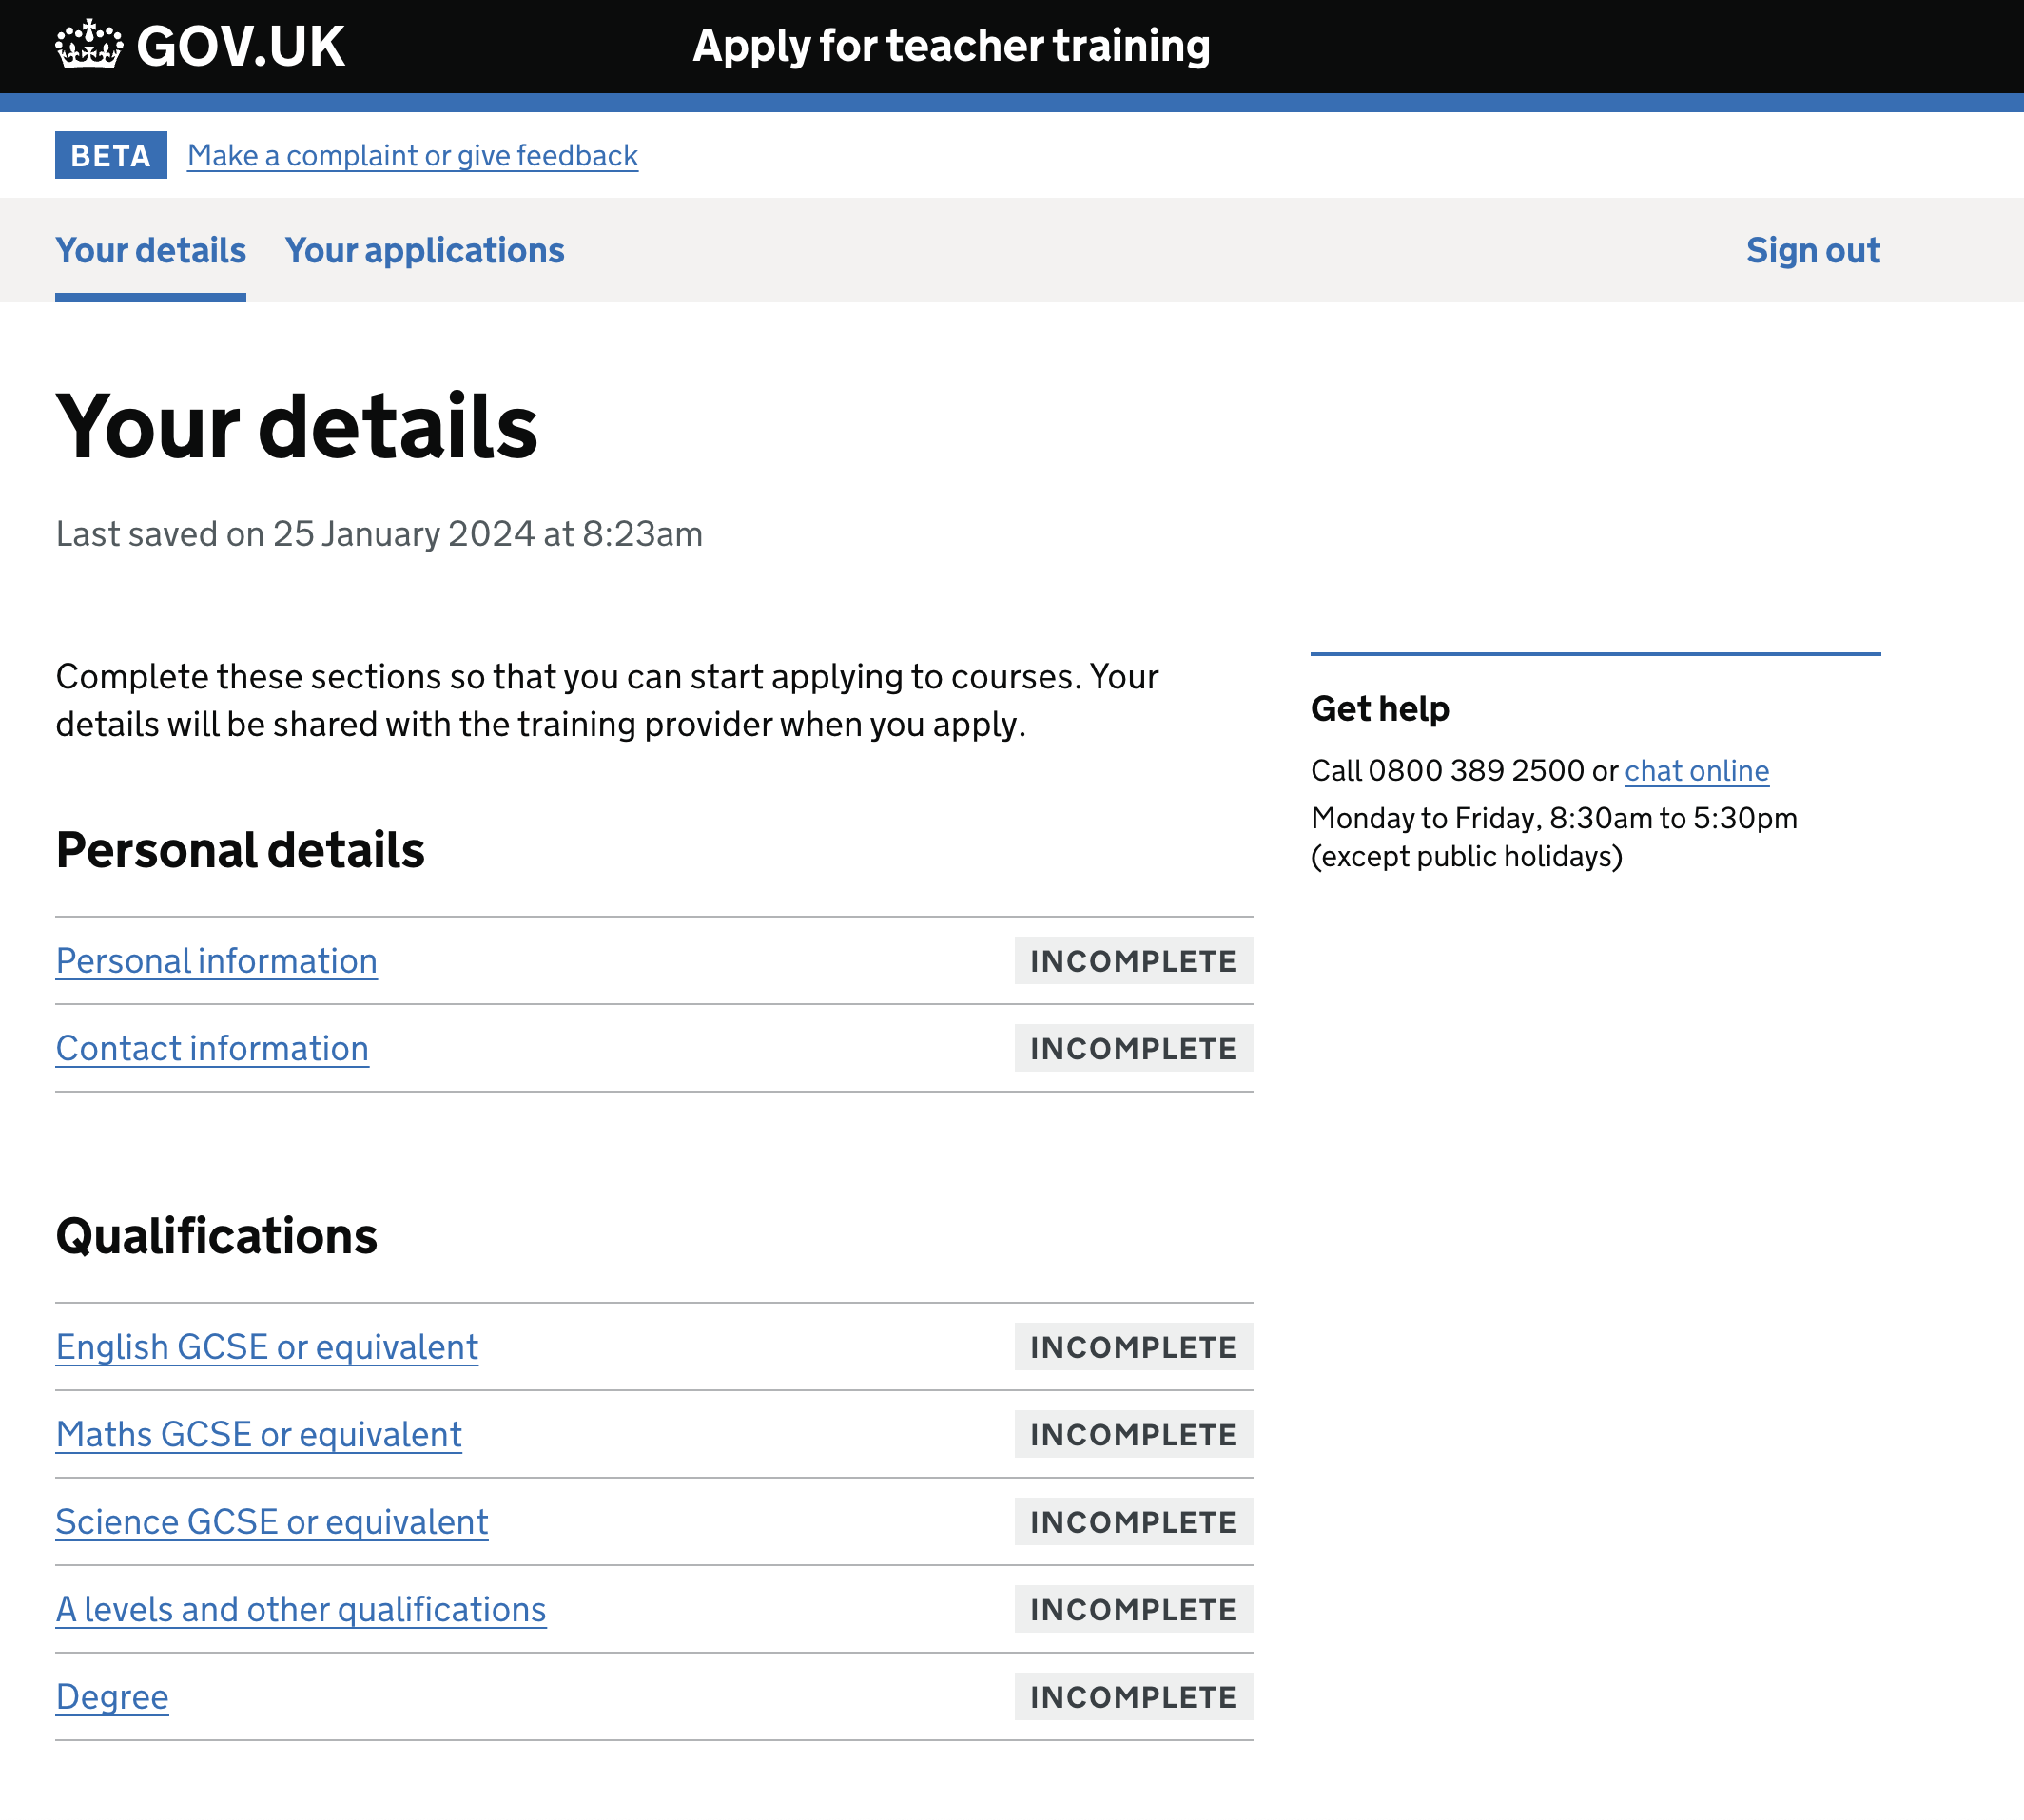 GOV.UK
Apply for teacher training
BETA Make a complaint or give feedback
Your details Your applications Sign out
Your details
Last saved on 25 January 2024 at 8:23am
Complete these sections so that you can start applying to courses. Your
details will be shared with the training provider when you apply.
Personal details
Personal information INCOMPLETE
Contact information INCOMPLETE
Qualifications
English GCSE or equivalent INCOMPLETE
Maths GCSE or equivalent INCOMPLETE
Science GCSE or equivalent INCOMPLETE
A levels and other qualifications INCOMPLETE
Degree INCOMPLETE
Get help
Call 0800 389 2500 or chat online
Monday to Friday, 8:30am to 5:30pm
(except public holidays)